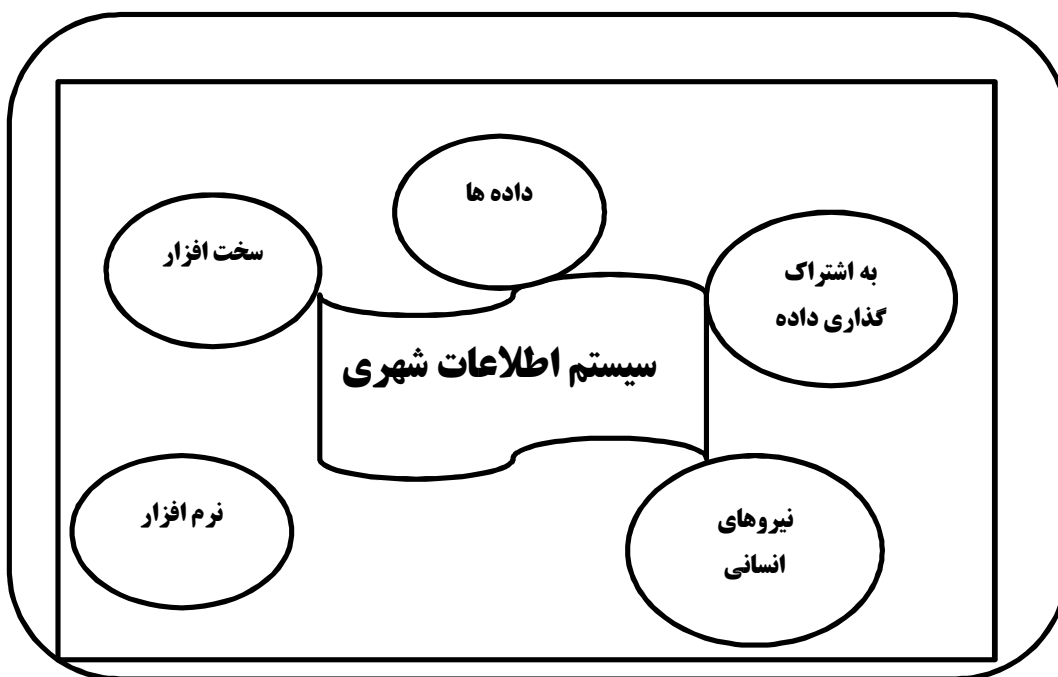 داده ها
سخت افزار
به اشتراک
گذاری داده
سیستم اطلاعات شهری
نرم افزار
نیروهای
انسانی